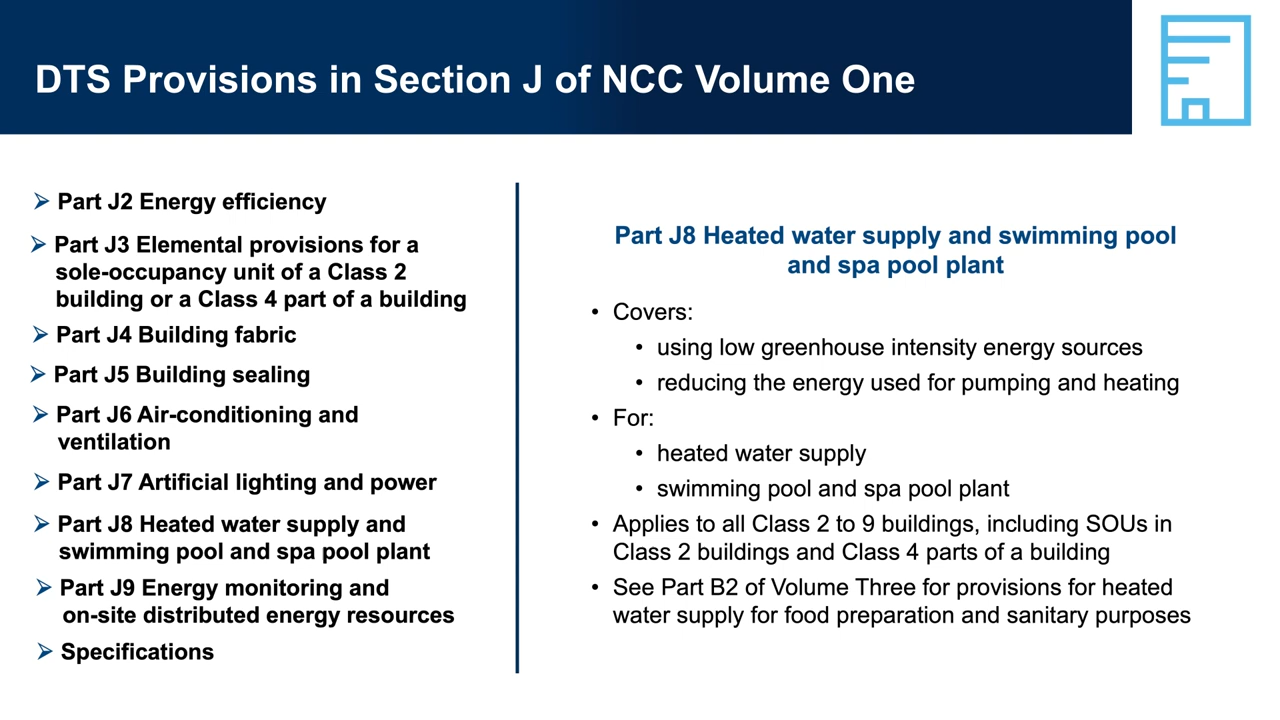 DTS Provisions in Section J of NCC Volume One
➢ Part J2 Energy efficiency
➢ Part J3 Elemental provisions for a
sole-occupancy unit of a Class 2
building or a Class 4 part of a building
➢ Part J4 Building fabric
➢ Part J5 Building sealing
➢ Part J6 Air-conditioning and
ventilation
➢ Part J7 Artificial lighting and power
➢ Part J8 Heated water supply and
swimming pool and spa pool plant
➢ Part J9 Energy monitoring and
on-site distributed energy resources
➢ Specifications
Part J8 Heated water supply and swimming pool
and spa pool plant
• Covers:
• using low greenhouse intensity energy sources
• reducing the energy used for pumping and heating
• For:
• heated water supply
• swimming pool and spa pool plant
• Applies to all Class 2 to 9 buildings, including SOUs in
Class 2 buildings and Class 4 parts of a building
• See Part B2 of Volume Three for provisions for heated
water supply for food preparation and sanitary purposes